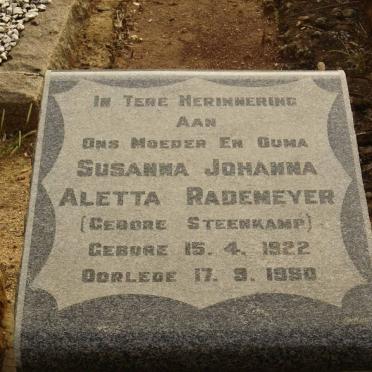 In Tere Herinnering
Aan
Ons Moeder En Ouma
Susanna Johanna
Aletta Rademeyer
(Gebore Steenkamp)
Gebore 15. 4. 1922
Oorlede 17. 9. 1990